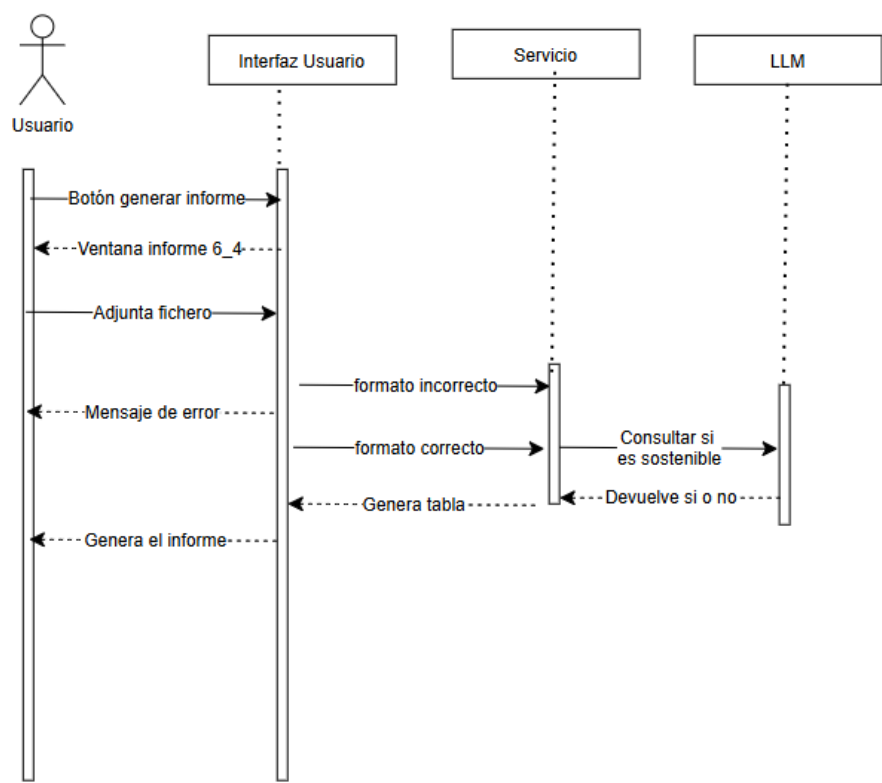 Usuario
Interfaz Usuario
Servicio
LLM
Botón generar informe
Ventana informe 6_4
Adjunta fichero
formato incorrecto
Mensaje de error
formato correcto
Consultar si
es sostenible
Devuelve si o no
Genera tabla
Genera el informe